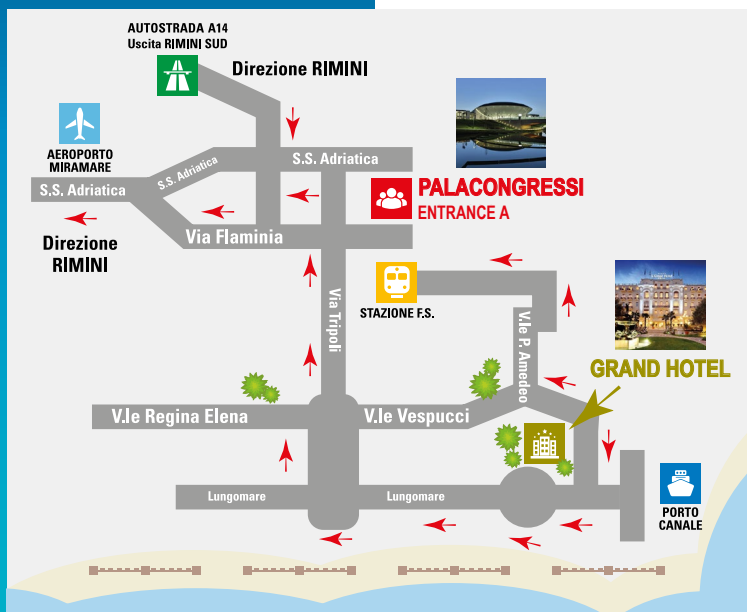 AUTOSTRADA A14
Uscita RIMINI SUD
Direzione RIMINI
AEROPORTO
MIRAMARE
S.S. Adriatica
S.S. Adriatica
S.S. Adriatica
PALACONGRESSI
ENTRANCE A
Direzione
RIMINI
Via Flaminia
Via Tripoli
STAZIONE F.S.
V.le P. Amedeo
GRAND HOTEL
V.le Regina Elena
V.le Vespucci
Lungomare
Lungomare
PORTO
CANALE